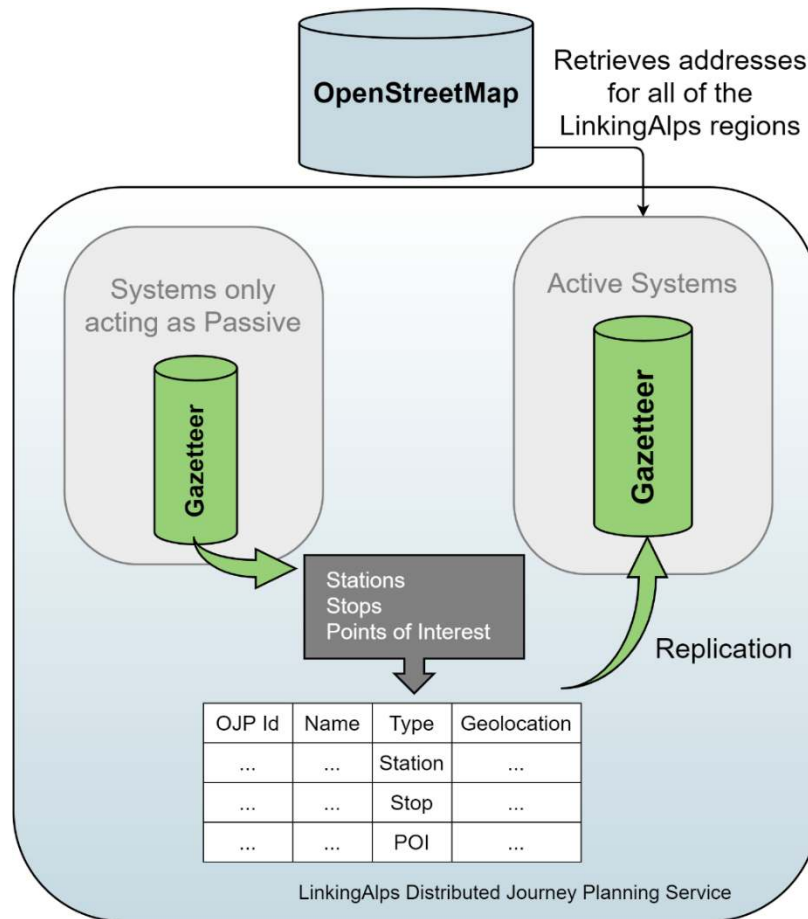 OpenStreetMap
Retrieves addresses
for all of the
LinkingAlps regions
Systems only
acting as Passive
Gazetteer
Active Systems
Gazetteer
Stations
Stops
Points of Interest
Replication
OJP Id Name Type Geolocation
... ... Station ...
... ... Stop ...
... ... POI ...
LinkingAlps Distributed Journey Planning Service